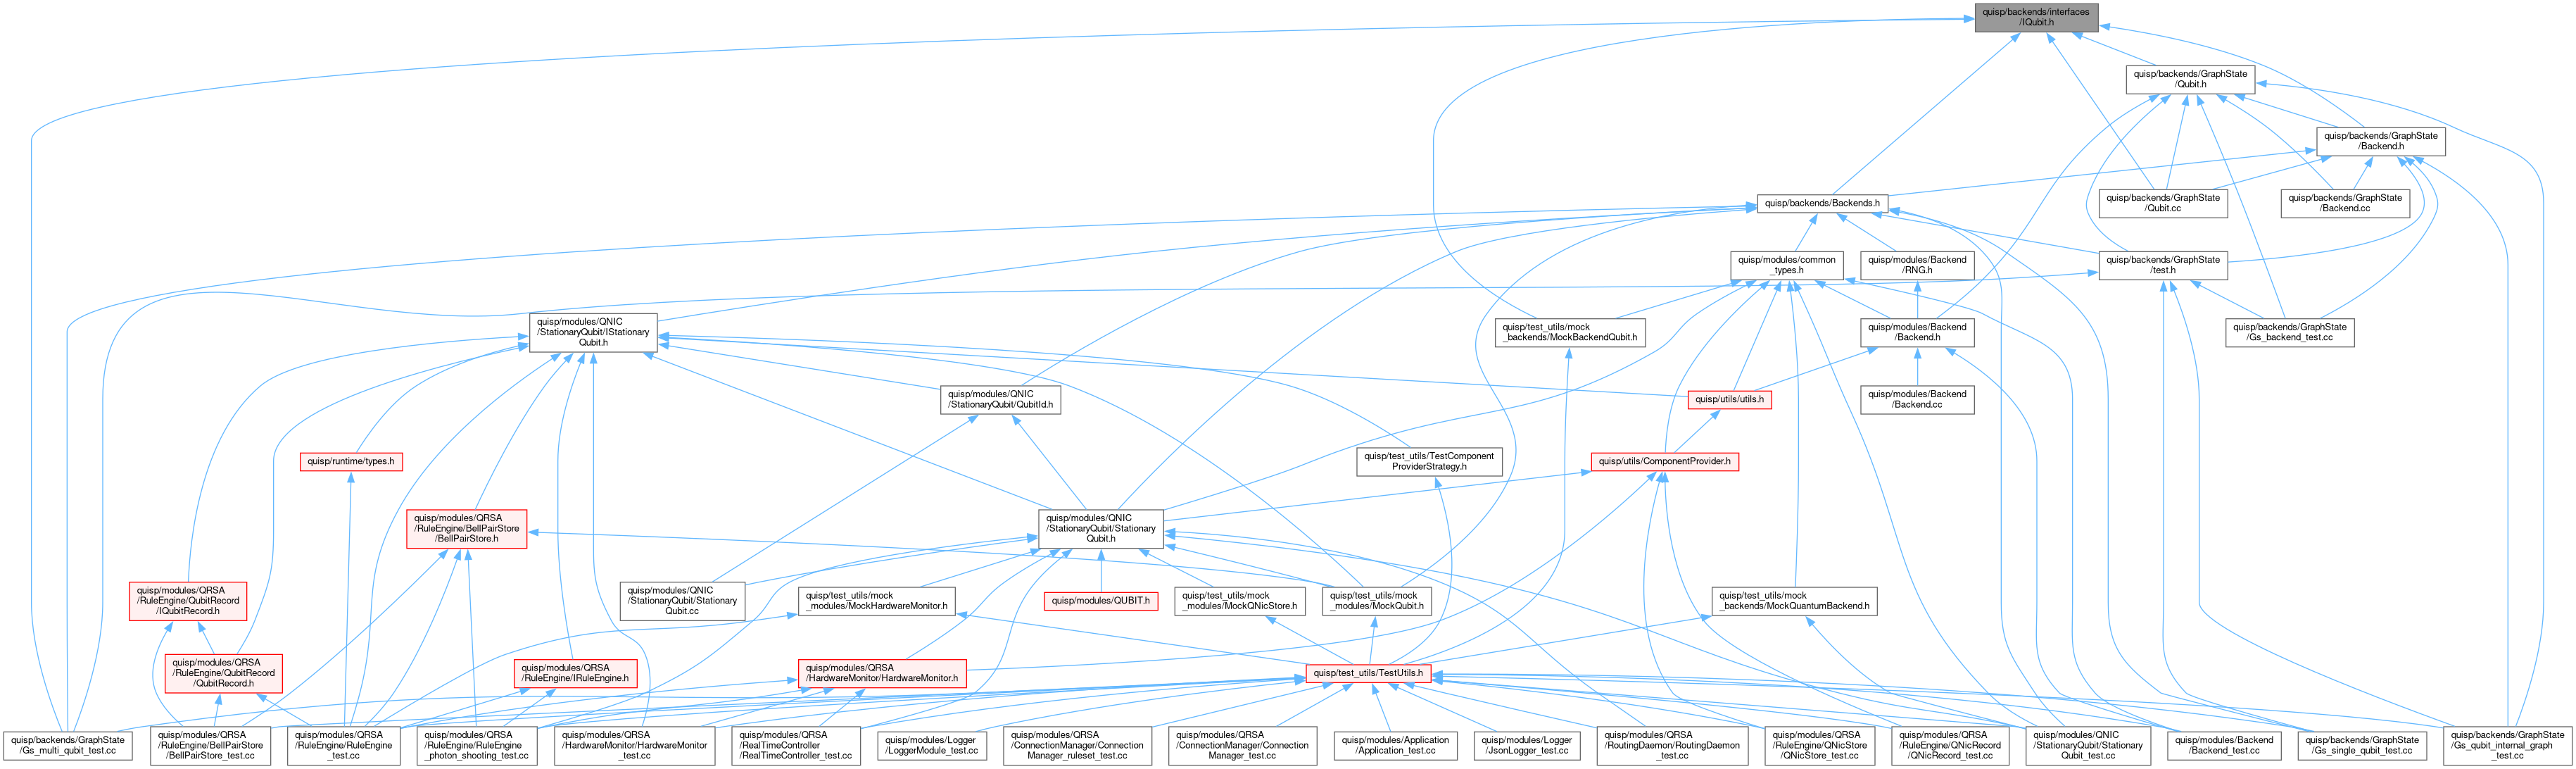 quisp/backends/interfaces
/IQubit.h
quisp/backends/GraphState
/Qubit.h
quisp/backends/GraphState
/Backend.h
quisp/backends/Backends.h
quisp/backends/GraphState
/Qubit.cc
quisp/backends/GraphState
/Backend.cc
quisp/modules/common
_types.h
quisp/modules/Backend
/RNG.h
quisp/backends/GraphState
/test.h
quisp/modules/QNIC
/StationaryQubit/IStationary
Qubit.h
quisp/test_utils/mock
_backends/MockBackendQubit.h
quisp/modules/Backend
/Backend.h
quisp/backends/GraphState
/Gs_backend_test.cc
quisp/modules/QNIC
/StationaryQubit/QubitId.h
quisp/utils/utils.h
quisp/modules/Backend
/Backend.cc
quisp/runtime/types.h
quisp/test_utils/TestComponent
ProviderStrategy.h
quisp/utils/ComponentProvider.h
quisp/modules/QRSA
/RuleEngine/BellPairStore
/BellPairStore.h
quisp/modules/QNIC
/StationaryQubit/Stationary
Qubit.h
quisp/modules/QRSA
/RuleEngine/QubitRecord
/IQubitRecord.h
quisp/modules/QNIC
/StationaryQubit/Stationary
Qubit.cc
quisp/test_utils/mock
_modules/MockHardwareMonitor.h
quisp/modules/QUBIT.h
quisp/test_utils/mock
_modules/MockQNicStore.h
quisp/test_utils/mock
_modules/MockQubit.h
quisp/test_utils/mock
_backends/MockQuantumBackend.h
quisp/modules/QRSA
/RuleEngine/QubitRecord
/QubitRecord.h
quisp/modules/QRSA
/RuleEngine/IRuleEngine.h
quisp/modules/QRSA
/HardwareMonitor/HardwareMonitor.h
quisp/test_utils/TestUtils.h
quisp/backends/GraphState
/Gs_multi_qubit_test.cc
quisp/modules/QRSA
/RuleEngine/BellPairStore
/BellPairStore_test.cc
quisp/modules/QRSA
/RuleEngine/RuleEngine
_test.cc
quisp/modules/QRSA
/RuleEngine/RuleEngine
_photon_shooting_test.cc
quisp/modules/QRSA
/HardwareMonitor/HardwareMonitor
_test.cc
quisp/modules/QRSA
/RealTimeController
/RealTimeController_test.cc
quisp/modules/Logger
/LoggerModule_test.cc
quisp/modules/QRSA
/ConnectionManager/Connection
Manager_ruleset_test.cc
quisp/modules/QRSA
/ConnectionManager/Connection
Manager_test.cc
quisp/modules/Application
/Application_test.cc
quisp/modules/Logger
/JsonLogger_test.cc
quisp/modules/QRSA
/RoutingDaemon/RoutingDaemon
_test.cc
quisp/modules/QRSA
/RuleEngine/QNicStore
/QNicStore_test.cc
quisp/modules/QRSA
/RuleEngine/QNicRecord
/QNicRecord_test.cc
quisp/modules/QNIC
/StationaryQubit/Stationary
Qubit_test.cc
quisp/modules/Backend
/Backend_test.cc
quisp/backends/GraphState
/Gs_single_qubit_test.cc
quisp/backends/GraphState
/Gs_qubit_internal_graph
_test.cc